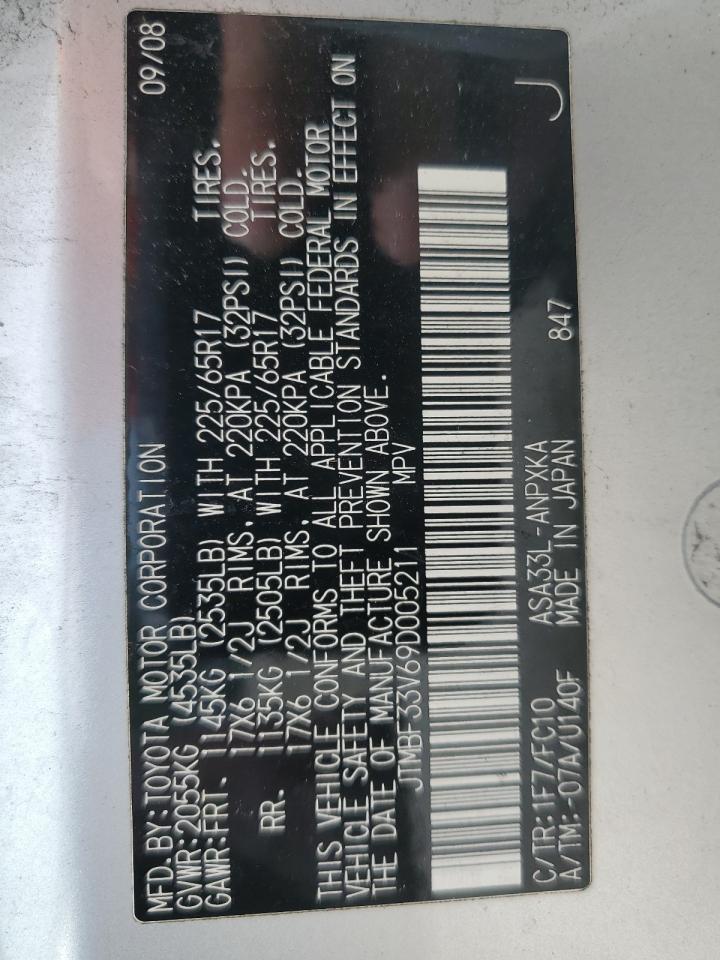 MFD.BY:TOYOTA MOTOR CORPORATION 09/08
GVWR:2055KG (4535LB)
GAWR:FRT. 1145KG (2535LB) WITH 225/65R17 TIRES.
17X6 1/2J RIMS, AT 220KPA (32PSI) COLD.
RR. 1135KG (2505LB) WITH 225/65R17 TIRES.
17X6 1/2J RIMS, AT 220KPA (32PSI) COLD.
THIS VEHICLE CONFORMS TO ALL APPLICABLE FEDERAL MOTOR
VEHICLE SAFETY AND THEFT PREVENTION STANDARDS IN EFFECT ON
THE DATE OF MANUFACTURE SHOWN ABOVE.
JTMBF33V69D005211 MPV
J
C/TR:1F7/FC10 ASA33L-ANPXKA
A/TM:-07A/U140F MADE IN JAPAN 847